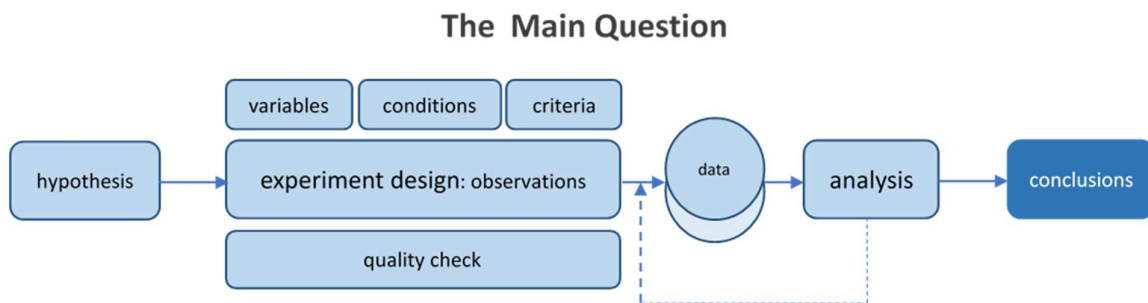 The Main Question
variables
conditions
criteria
hypothesis
experiment design: observations
data
analysis
conclusions
quality check